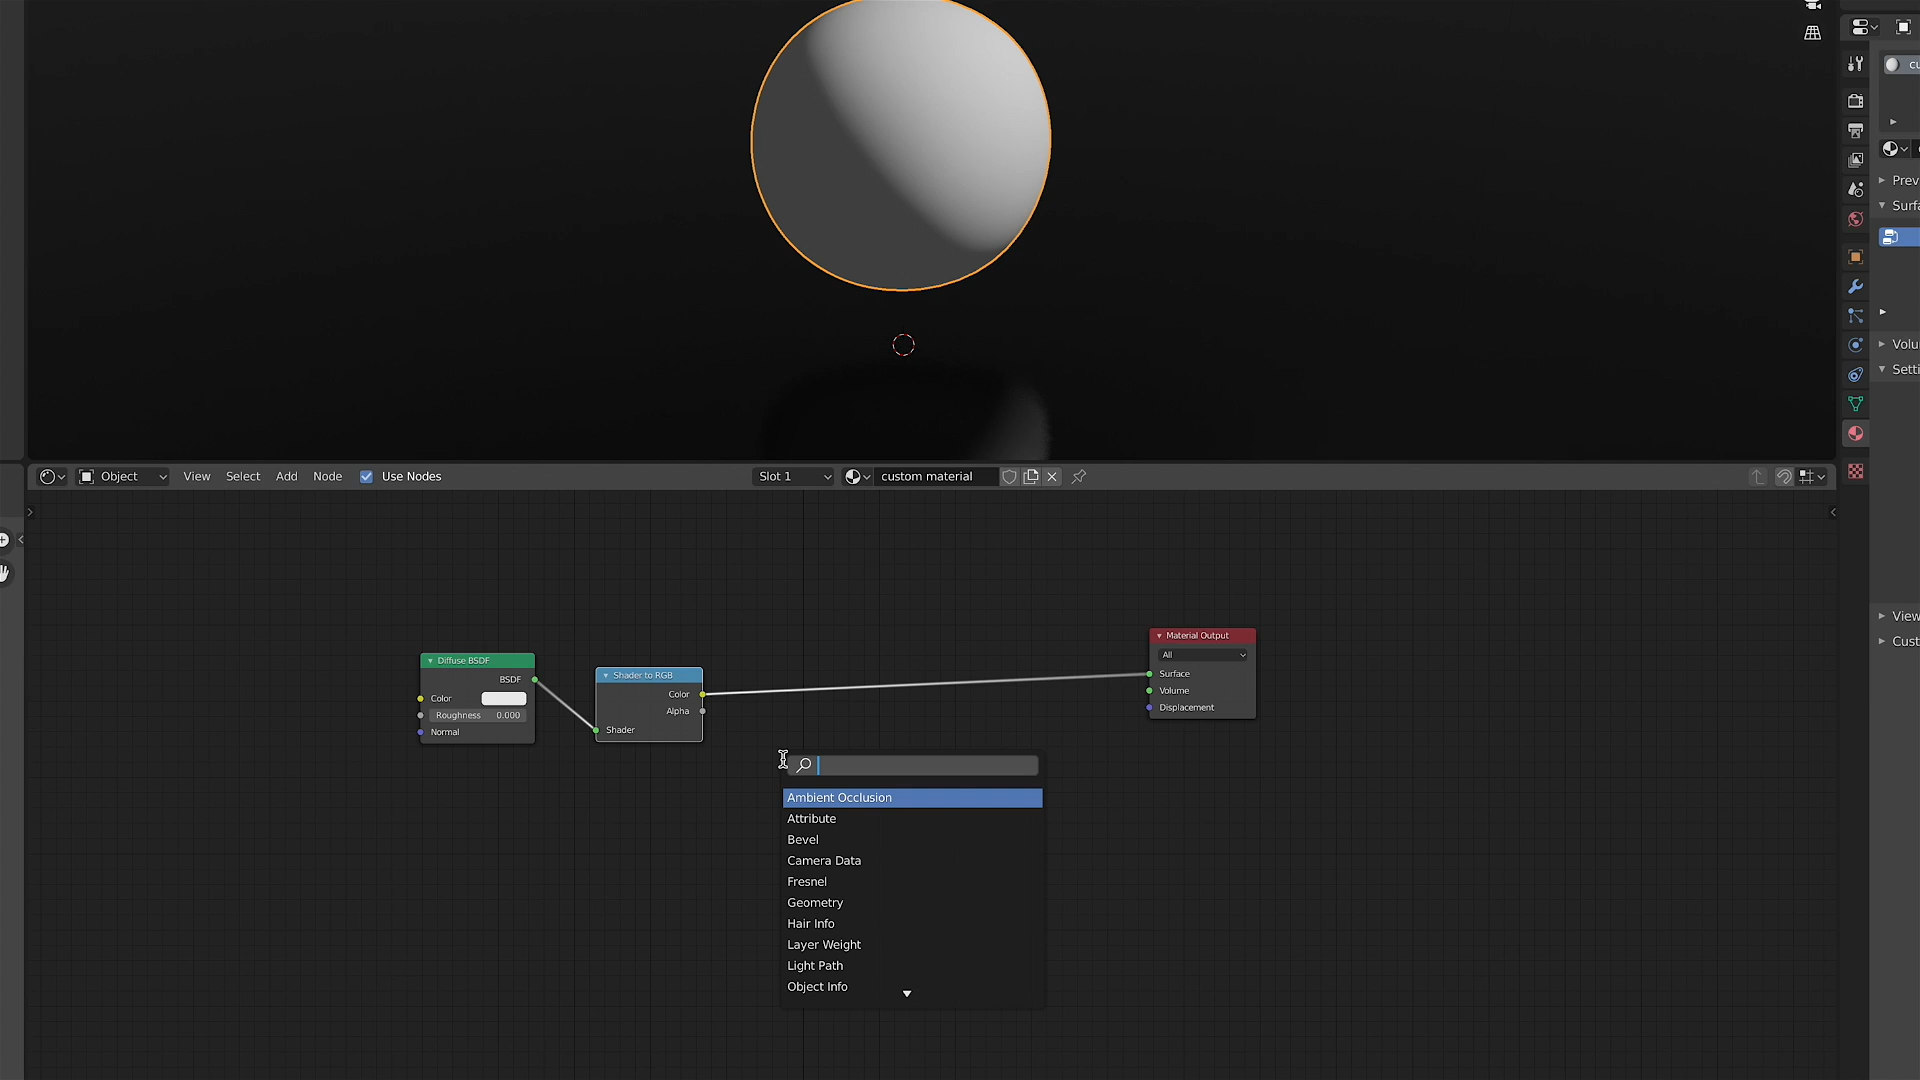 cu
Prev
Surfa
Volu
Setti
View
Cust
Object
View
Select
Add
Node
Use Nodes
Slot 1
custom material
Diffuse BSDF
BSDF
Color
Roughness 0.000
Normal
Shader to RGB
Color
Alpha
Shader
Material Output
All
Surface
Volume
Displacement
Ambient Occlusion
Attribute
Bevel
Camera Data
Fresnel
Geometry
Hair Info
Layer Weight
Light Path
Object Info